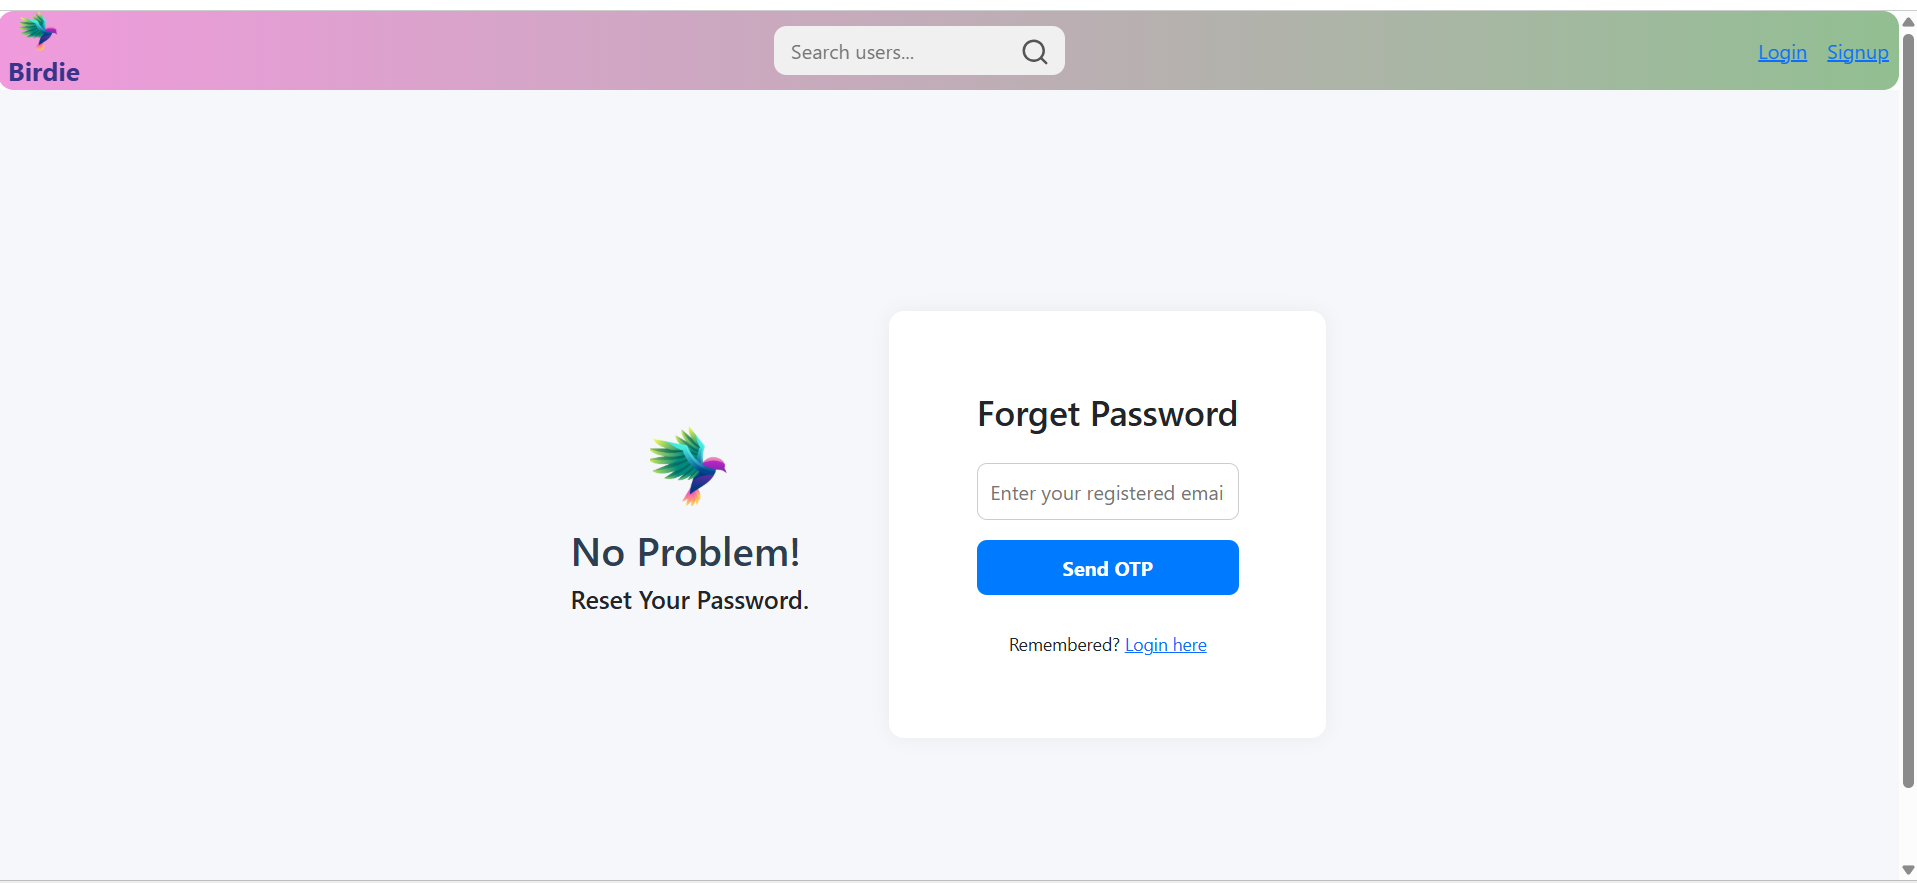 Birdie
Search users...
Login Signup
No Problem!
Reset Your Password.
Forget Password
Enter your registered emai
Send OTP
Remembered? Login here